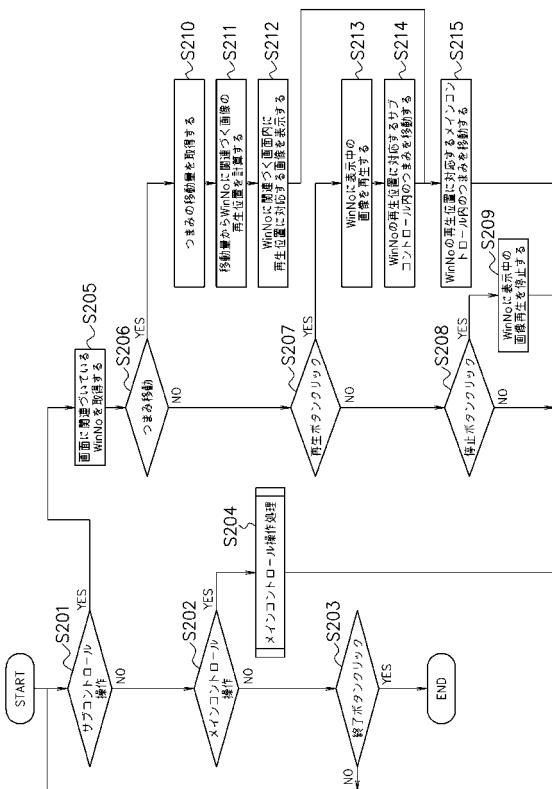 START
S201
サブコントロール
操作
YES
NO
S202
メインコントロール
操作
YES
NO
S203
終了ボタンクリック
YES
NO
END
S204
メインコントロール操作処理
S205
画面に関連づいている
WinNoを取得する
S206
つまみ移動
YES
NO
S207
再生ボタンクリック
YES
NO
S208
停止ボタンクリック
YES
NO
S209
WinNoに表示中の
画像再生を停止する
S210
つまみの移動量を取得する
S211
移動量からWinNoに関連づく画像の
再生位置を計算する
S212
WinNoに関連づく画面内に
再生位置に対応する画像を表示する
S213
WinNoに表示中の
画像を再生する
S214
WinNoの再生位置に対応するサブ
コントロール内のつまみを移動する
S215
WinNoの再生位置に対応するメインコン
トロール内のつまみを移動する